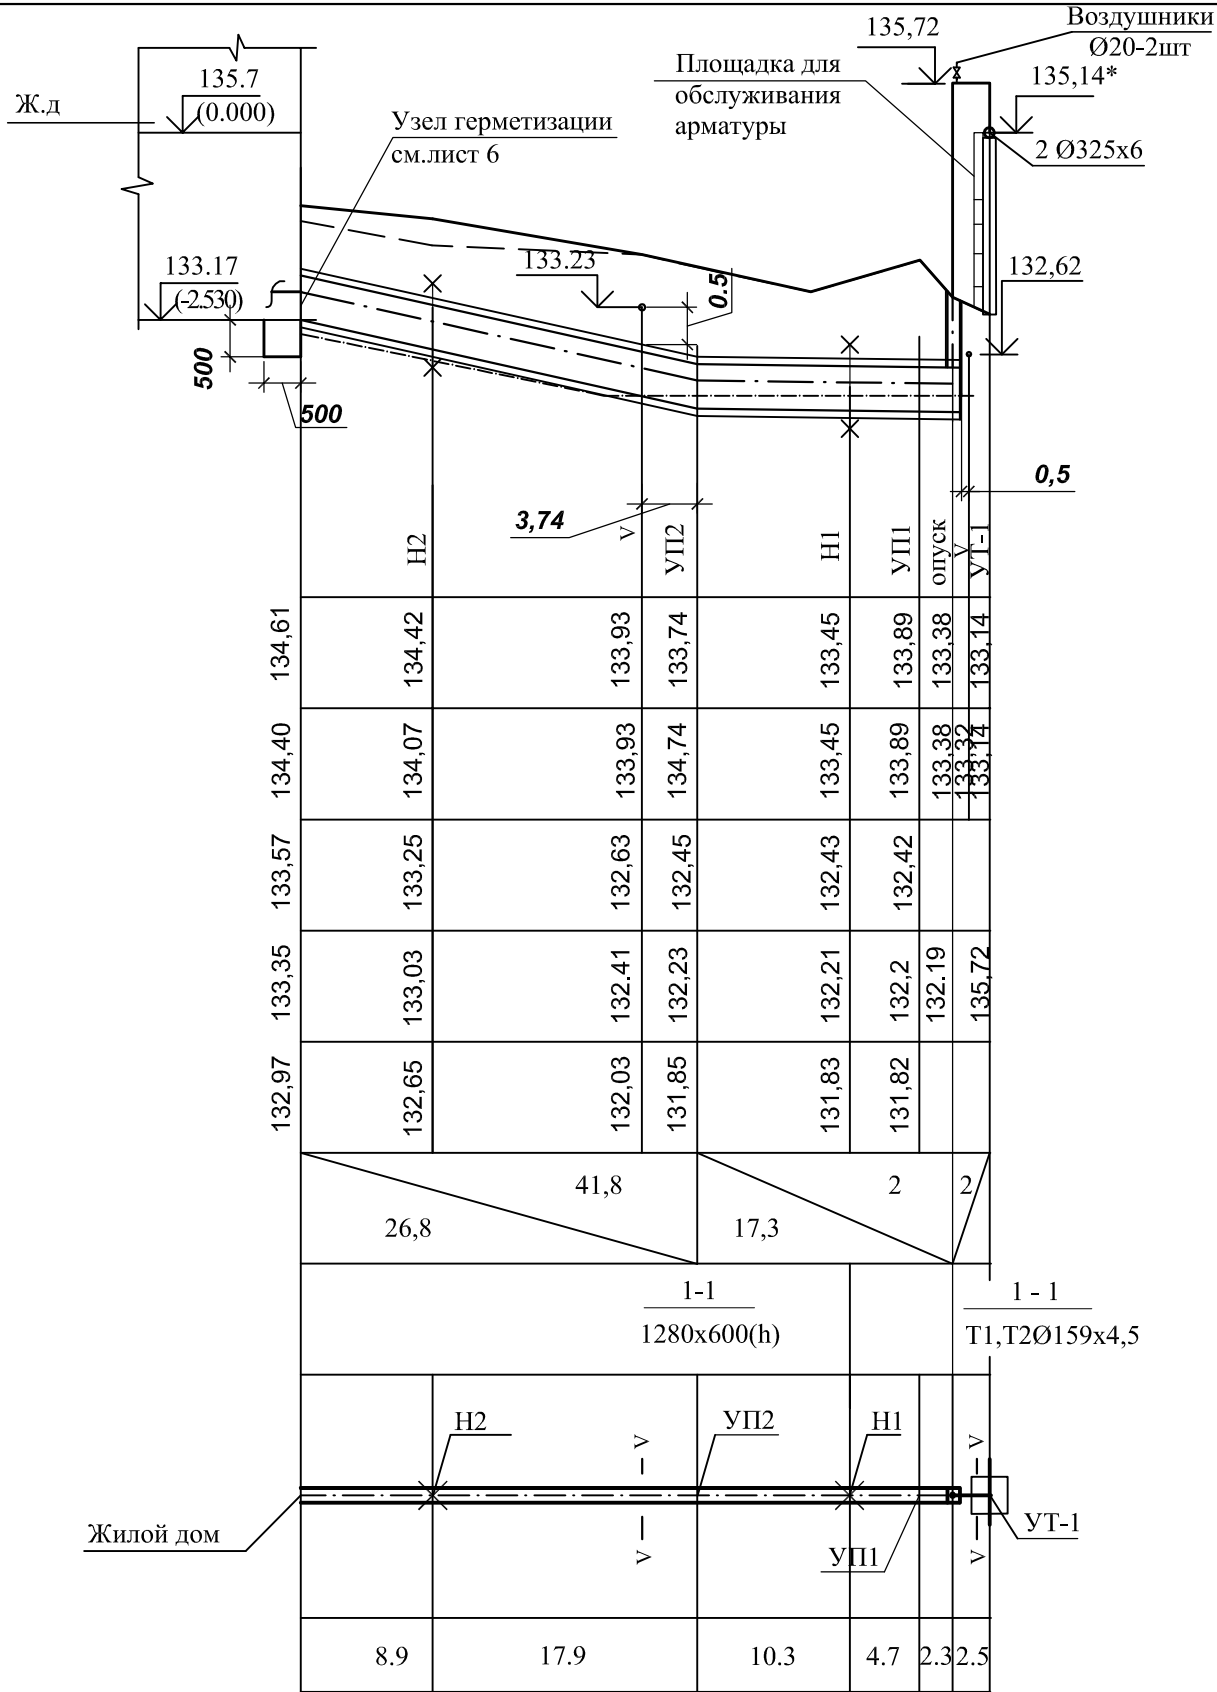 135,72
Воздушники
Ø20-2шт
135.7
(0.000)
Ж.д
Площадка для
обслуживания
арматуры
135,14*
Узел герметизации
см.лист 6
2 Ø325х6
133.17
(-2.530)
133.23
0.5
132,62
500
500
0,5
3,74
Н2
V
УП2
Н1
УП1
опуск
V
УТ-1
134,61
134,42
133,93
133,74
133,45
133,89
133,38
133,14
134,40
134,07
133,93
134,74
133,45
133,89
133,38
133,32
133,14
133,57
133,25
132,63
132,45
132,43
132,42
133,35
133,03
132.41
132,23
132,21
132,2
132.19
135,72
132,97
132,65
132,03
131,85
131,83
131,82
41,8
2
2
26,8
17,3
1-1
1280х600(h)
1 - 1
Т1,Т2Ø159х4,5
Н2
V
УП2
Н1
V
Жилой дом
V
УП1
V
УТ-1
8.9
17.9
10.3
4.7
2.3
2.5